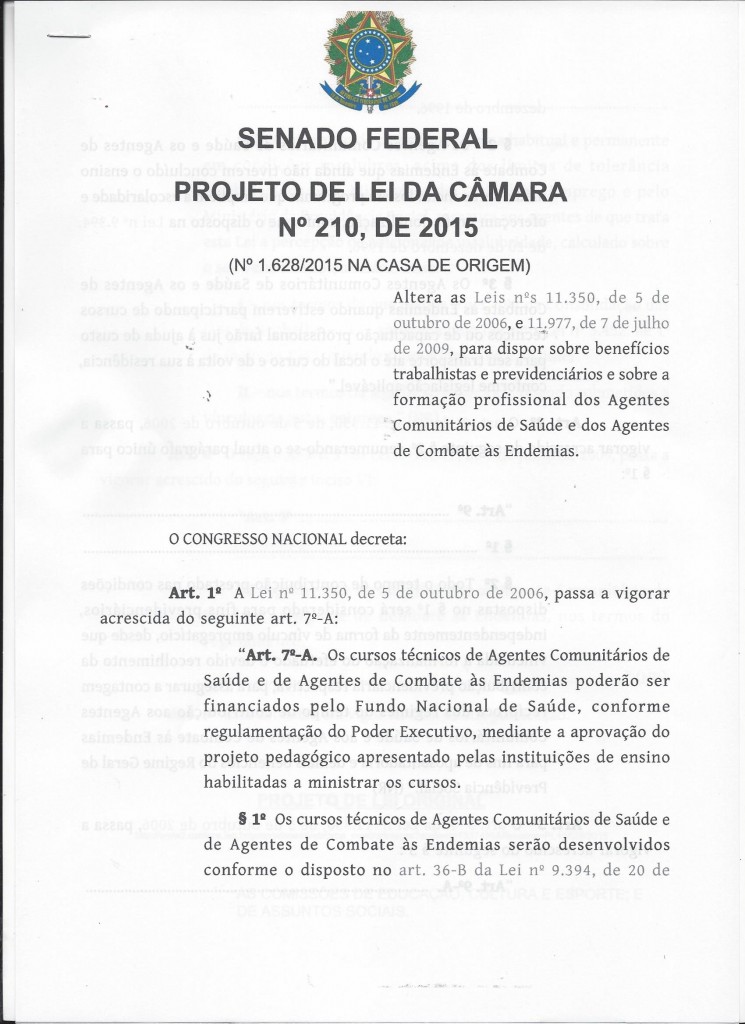 SENADO FEDERAL
PROJETO DE LEI DA CÂMARA
Nº 210, DE 2015
(Nº 1.628/2015 NA CASA DE ORIGEM)
Altera as Leis nºs 11.350, de 5 de
outubro de 2006, e 11.977, de 7 de julho
de 2009, para dispor sobre benefícios
trabalhistas e previdenciários e sobre a
formação profissional dos Agentes
Comunitários de Saúde e dos Agentes
de Combate às Endemias.
O CONGRESSO NACIONAL decreta:
Art. 1º A Lei nº 11.350, de 5 de outubro de 2006, passa a vigorar
acrescida do seguinte art. 7º-A:
"Art. 7º-A. Os cursos técnicos de Agentes Comunitários de
Saúde e de Agentes de Combate às Endemias poderão ser
financiados pelo Fundo Nacional de Saúde, conforme
regulamentação do Poder Executivo, mediante a aprovação do
projeto pedagógico apresentado pelas instituições de ensino
habilitadas a ministrar os cursos.
§ 1º Os cursos técnicos de Agentes Comunitários de Saúde e
de Agentes de Combate às Endemias serão desenvolvidos
conforme o disposto no art. 36-B da Lei nº 9.394, de 20 de